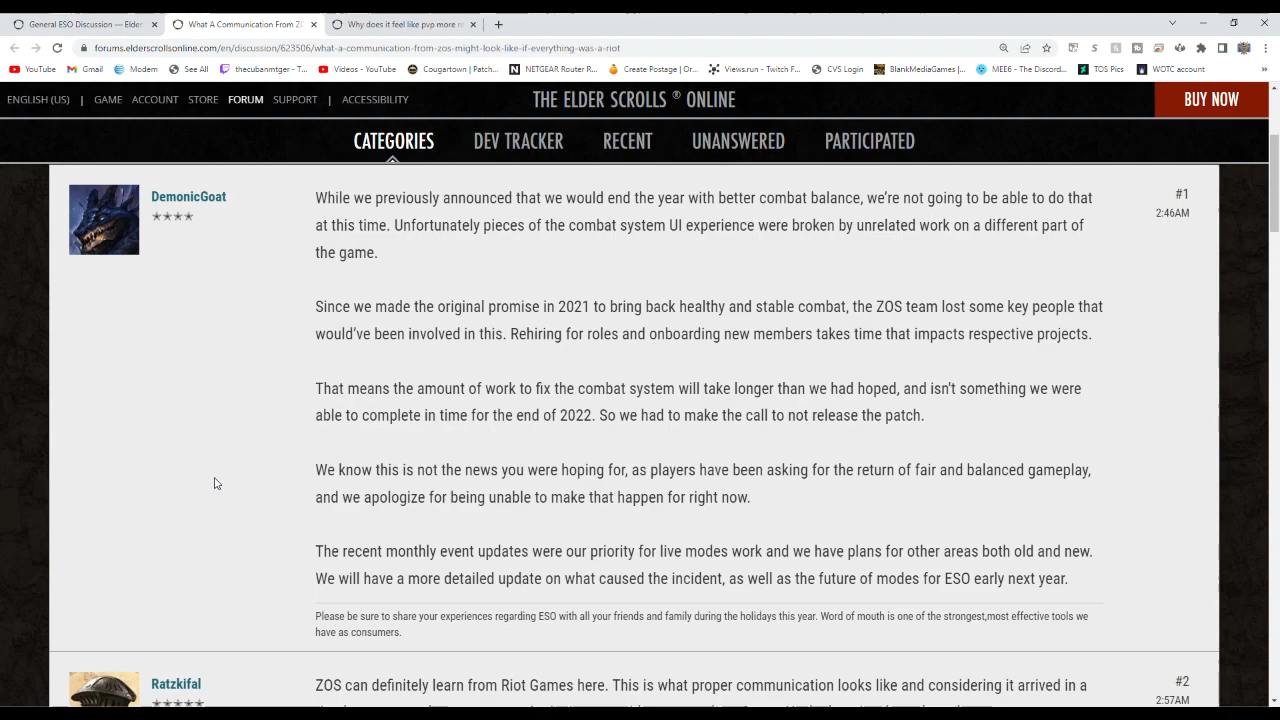 General ESO Discussion — Elder
What A Communication From ZO
Why does it feel like pvp more re
forums.elderscrollsonline.com/en/discussion/623506/what-a-communication-from-zos-might-look-like-if-everything-was-a-riot
YouTube
Gmail
Modem
See All
thecubanmtger - T...
Videos - YouTube
Cougartown | Patch...
NETGEAR Router R...
Create Postage | Or...
Views.run - Twitch F...
CVS Login
BlankMediaGames |...
MEE6 - The Discord...
TOS Pics
WOTC account
»
ENGLISH (US) | GAME ACCOUNT STORE FORUM SUPPORT | ACCESSIBILITY
THE ELDER SCROLLS ® ONLINE
BUY NOW
CATEGORIES DEV TRACKER RECENT UNANSWERED PARTICIPATED
DemonicGoat
#1
2:46AM
While we previously announced that we would end the year with better combat balance, we're not going to be able to do that
at this time. Unfortunately pieces of the combat system UI experience were broken by unrelated work on a different part of
the game.
Since we made the original promise in 2021 to bring back healthy and stable combat, the ZOS team lost some key people that
would've been involved in this. Rehiring for roles and onboarding new members takes time that impacts respective projects.
That means the amount of work to fix the combat system will take longer than we had hoped, and isn't something we were
able to complete in time for the end of 2022. So we had to make the call to not release the patch.
We know this is not the news you were hoping for, as players have been asking for the return of fair and balanced gameplay,
and we apologize for being unable to make that happen for right now.
The recent monthly event updates were our priority for live modes work and we have plans for other areas both old and new.
We will have a more detailed update on what caused the incident, as well as the future of modes for ESO early next year.
Please be sure to share your experiences regarding ESO with all your friends and family during the holidays this year. Word of mouth is one of the strongest,most effective tools we
have as consumers.
Ratzkifal
#2
2:57AM
ZOS can definitely learn from Riot Games here. This is what proper communication looks like and considering it arrived in a